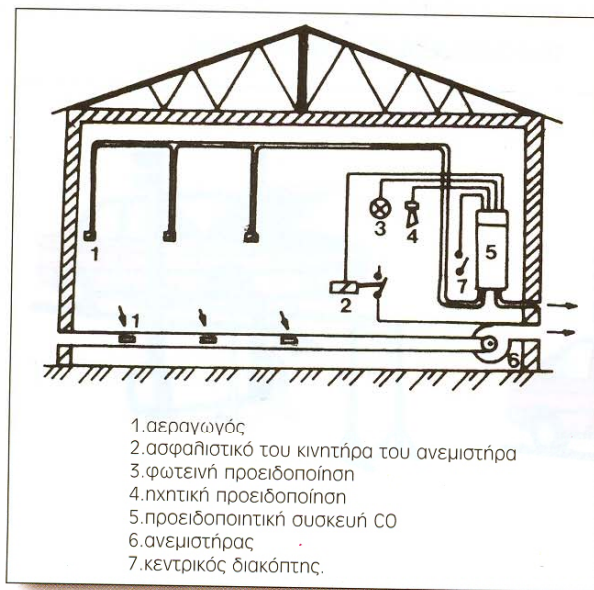 1
3
4
5
7
2
1
6
1.αεραγωγός
2.ασφαλιστικό του κινητήρα του ανεμιστήρα
3.φωτεινή προειδοποίηση
4.ηχητική προειδοποίηση
5.προειδοποιητική συσκευή CO
6.ανεμιστήρας
7.κεντρικός διακόπτης.